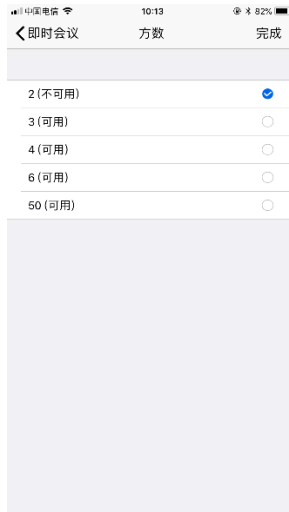 中国电信 10:13 82%
即时会议 方数 完成
2 (不可用)
3 (可用)
4 (可用)
6 (可用)
50 (可用)